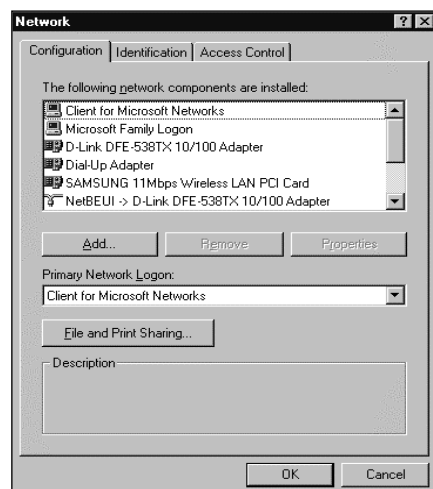 Network
Configuration Identification Access Control
The following network components are installed:
Client for Microsoft Networks
Microsoft Family Logon
D-Link DFE-538TX 10/100 Adapter
Dial-Up Adapter
SAMSUNG 11Mbps Wireless LAN PCI Card
NetBEUI -> D-Link DFE-538TX 10/100 Adapter
Add... Remove Properties
Primary Network Logon:
Client for Microsoft Networks
File and Print Sharing...
Description
OK Cancel